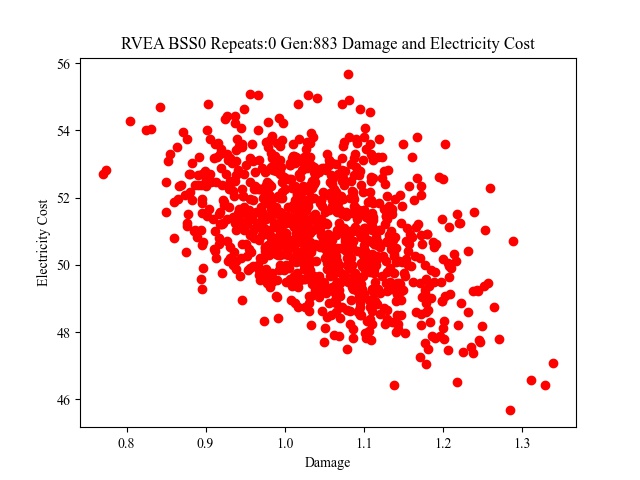 RVEA BSS0 Repeats:0 Gen:883 Damage and Electricity Cost
56
54
52
50
48
46
Electricity Cost
0.8 0.9 1.0 1.1 1.2 1.3
Damage